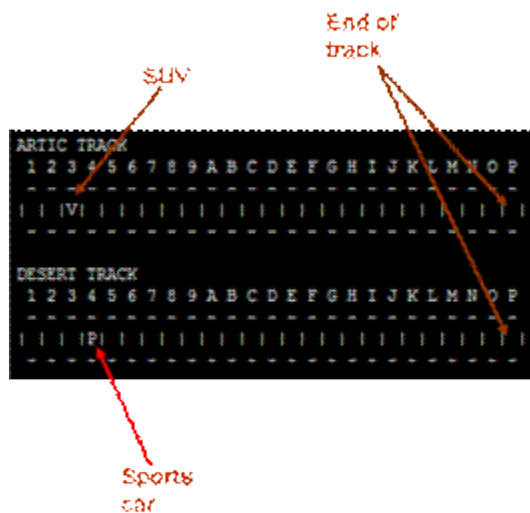 End of
track
SUV
ARTIC TRACK
1 2 3 4 5 6 7 8 9 A B C D E F G H I J K L M N O P
- - - - - - - - - - - - - - - - - - - - - - - - -
| | |V| | | | | | | | | | | | | | | | | | | | | | |
- - - - - - - - - - - - - - - - - - - - - - - - -
DESERT TRACK
1 2 3 4 5 6 7 8 9 A B C D E F G H I J K L M N O P
- - - - - - - - - - - - - - - - - - - - - - - - -
| | | |P| | | | | | | | | | | | | | | | | | | | | |
- - - - - - - - - - - - - - - - - - - - - - - - -
Sports
car